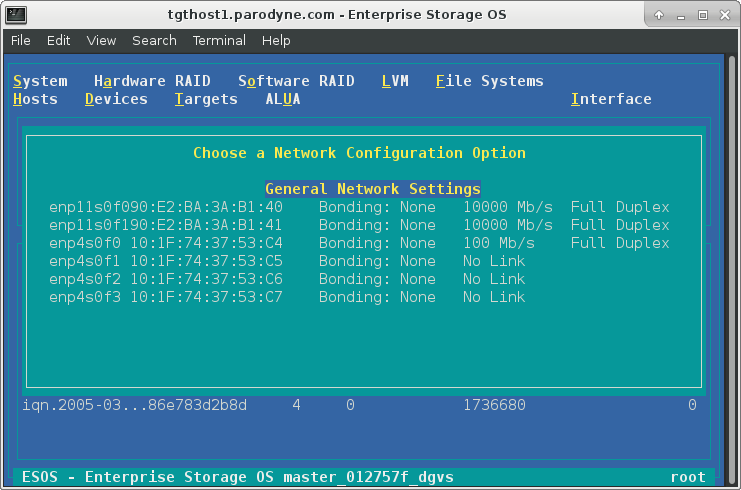 tgthost1.parodyne.com - Enterprise Storage OS
File Edit View Search Terminal Help
System Hardware RAID Software RAID LVM File Systems
Hosts Devices Targets ALUA Interface
Choose a Network Configuration Option
General Network Settings
enp11s0f090:E2:BA:3A:B1:40 Bonding: None 10000 Mb/s Full Duplex
enp11s0f190:E2:BA:3A:B1:41 Bonding: None 10000 Mb/s Full Duplex
enp4s0f0 10:1F:74:37:53:C4 Bonding: None 100 Mb/s Full Duplex
enp4s0f1 10:1F:74:37:53:C5 Bonding: None No Link
enp4s0f2 10:1F:74:37:53:C6 Bonding: None No Link
enp4s0f3 10:1F:74:37:53:C7 Bonding: None No Link
iqn.2005-03...86e783d2b8d 4 0 1736680 0
ESOS - Enterprise Storage OS master_012757f_dgvs root